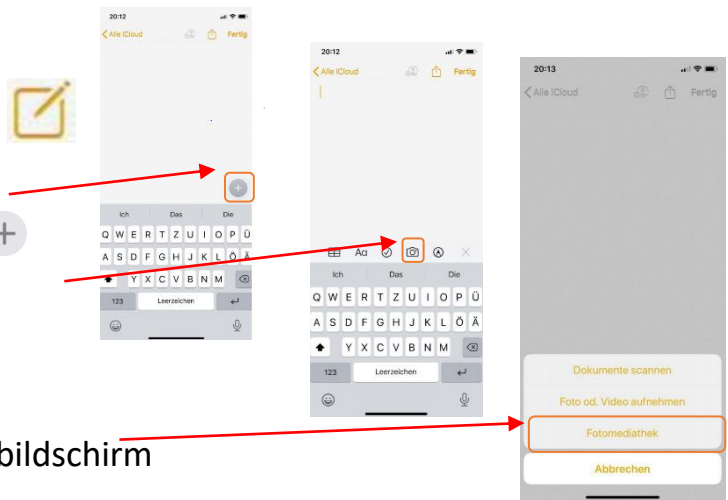 20:12
Alle iCloud
Fertig
+
Ich Das Die
Q W E R T Z U I O P Ü
A S D F G H J K L Ö Ä
Y X C V B N M
123 Leerzeichen
+
20:12
Alle iCloud
Fertig
Aa
Ich Das Die
Q W E R T Z U I O P Ü
A S D F G H J K L Ö Ä
Y X C V B N M
123 Leerzeichen
20:13
Alle iCloud
Fertig
Dokumente scannen
Foto od. Video aufnehmen
Fotomediathek
Abbrechen
bildschirm